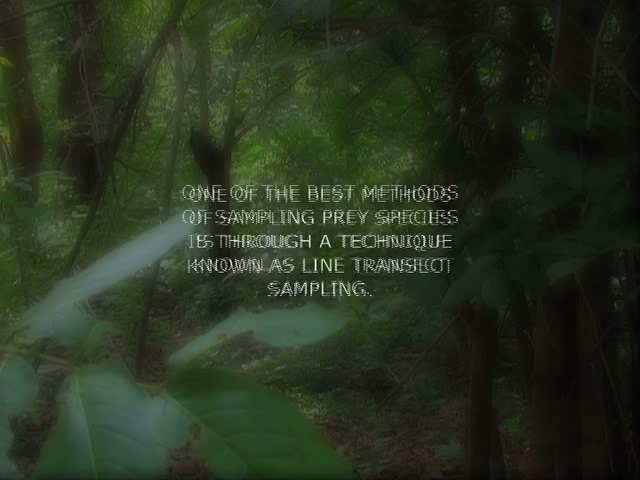 ONE OF THE BEST METHODS
OF SAMPLING PREY SPECIES
IS THROUGH A TECHNIQUE
KNOWN AS LINE TRANSECT
SAMPLING.